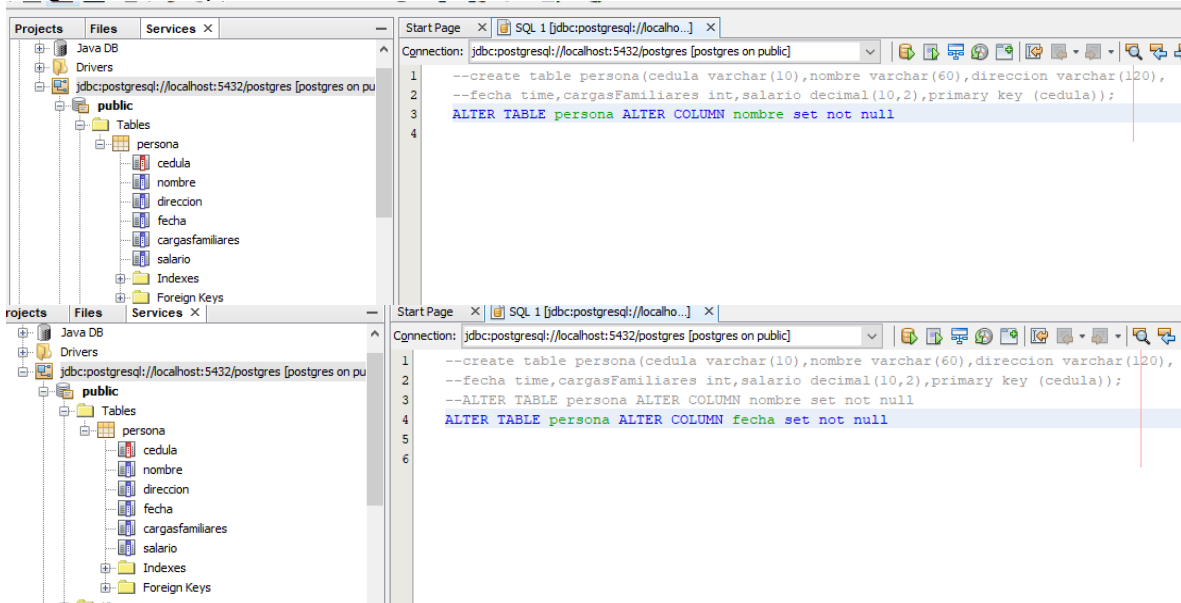 Projects Files Services ×
Java DB
Drivers
jdbc:postgresql://localhost:5432/postgres [postgres on pu
public
Tables
persona
cedula
nombre
direccion
fecha
cargasfamiliares
salario
Indexes
Foreign Keys
Start Page × SQL 1 [jdbc:postgresql://localho...] ×
Connection: jdbc:postgresql://localhost:5432/postgres [postgres on public]
1 --create table persona(cedula varchar(10),nombre varchar(60),direccion varchar(120),
2 --fecha time,cargasFamiliares int,salario decimal(10,2),primary key (cedula));
3 ALTER TABLE persona ALTER COLUMN nombre set not null
4
rojects Files Services ×
Java DB
Drivers
jdbc:postgresql://localhost:5432/postgres [postgres on pu
public
Tables
persona
cedula
nombre
direccion
fecha
cargasfamiliares
salario
Indexes
Foreign Keys
Start Page × SQL 1 [jdbc:postgresql://localho...] ×
Connection: jdbc:postgresql://localhost:5432/postgres [postgres on public]
1 --create table persona(cedula varchar(10),nombre varchar(60),direccion varchar(120),
2 --fecha time,cargasFamiliares int,salario decimal(10,2),primary key (cedula));
3 --ALTER TABLE persona ALTER COLUMN nombre set not null
4 ALTER TABLE persona ALTER COLUMN fecha set not null
5
6